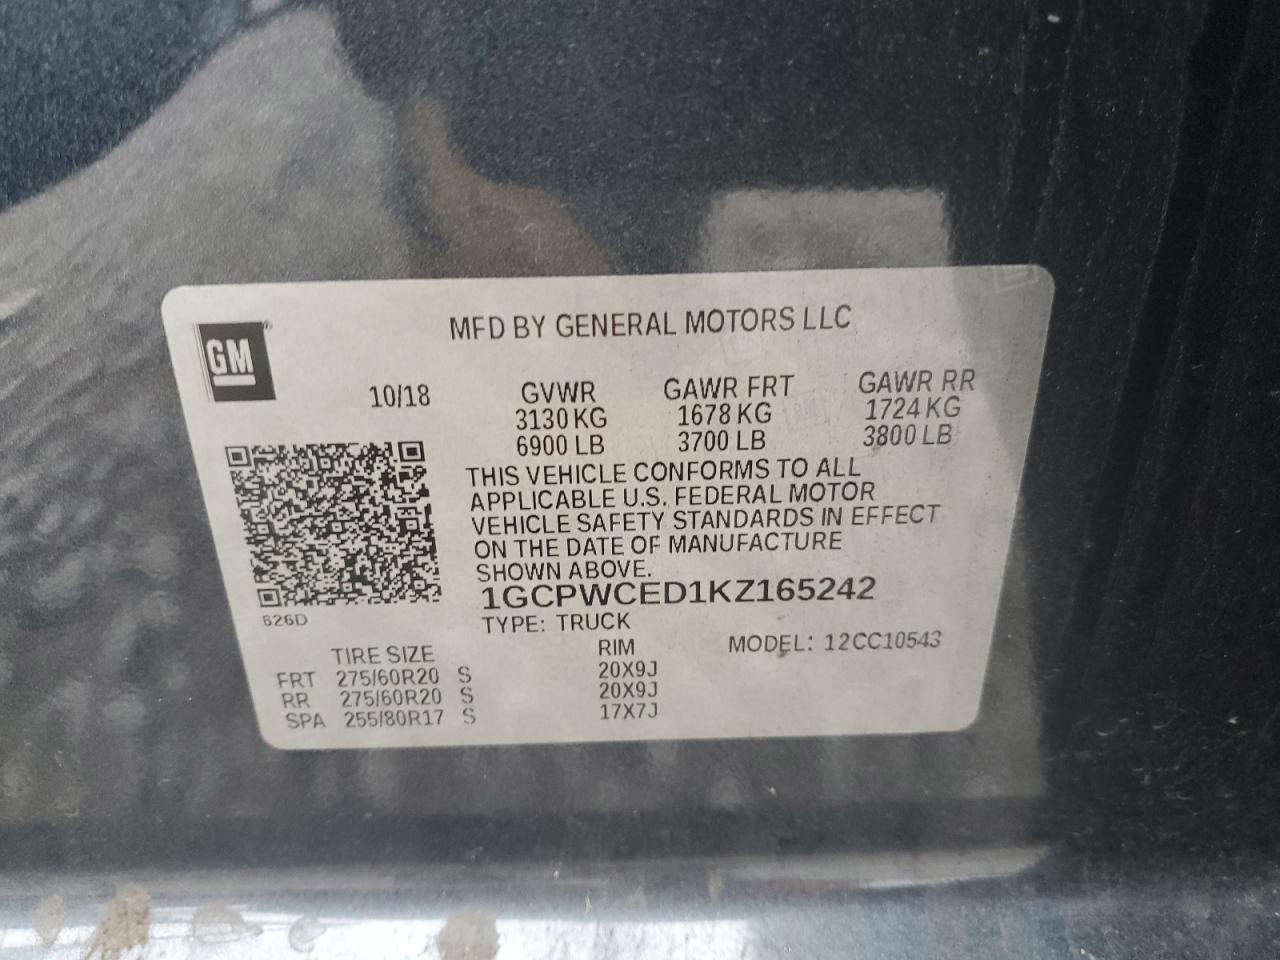 MFD BY GENERAL MOTORS LLC
GM
10/18 GVWR GAWR FRT GAWR RR
3130 KG 1678 KG 1724 KG
6900 LB 3700 LB 3800 LB
THIS VEHICLE CONFORMS TO ALL
APPLICABLE U.S. FEDERAL MOTOR
VEHICLE SAFETY STANDARDS IN EFFECT
ON THE DATE OF MANUFACTURE
SHOWN ABOVE.
1GCPWCED1KZ165242
626D
TYPE: TRUCK
TIRE SIZE RIM MODEL: 12CC10543
FRT 275/60R20 S 20X9J
RR 275/60R20 S 20X9J
SPA 255/80R17 S 17X7J